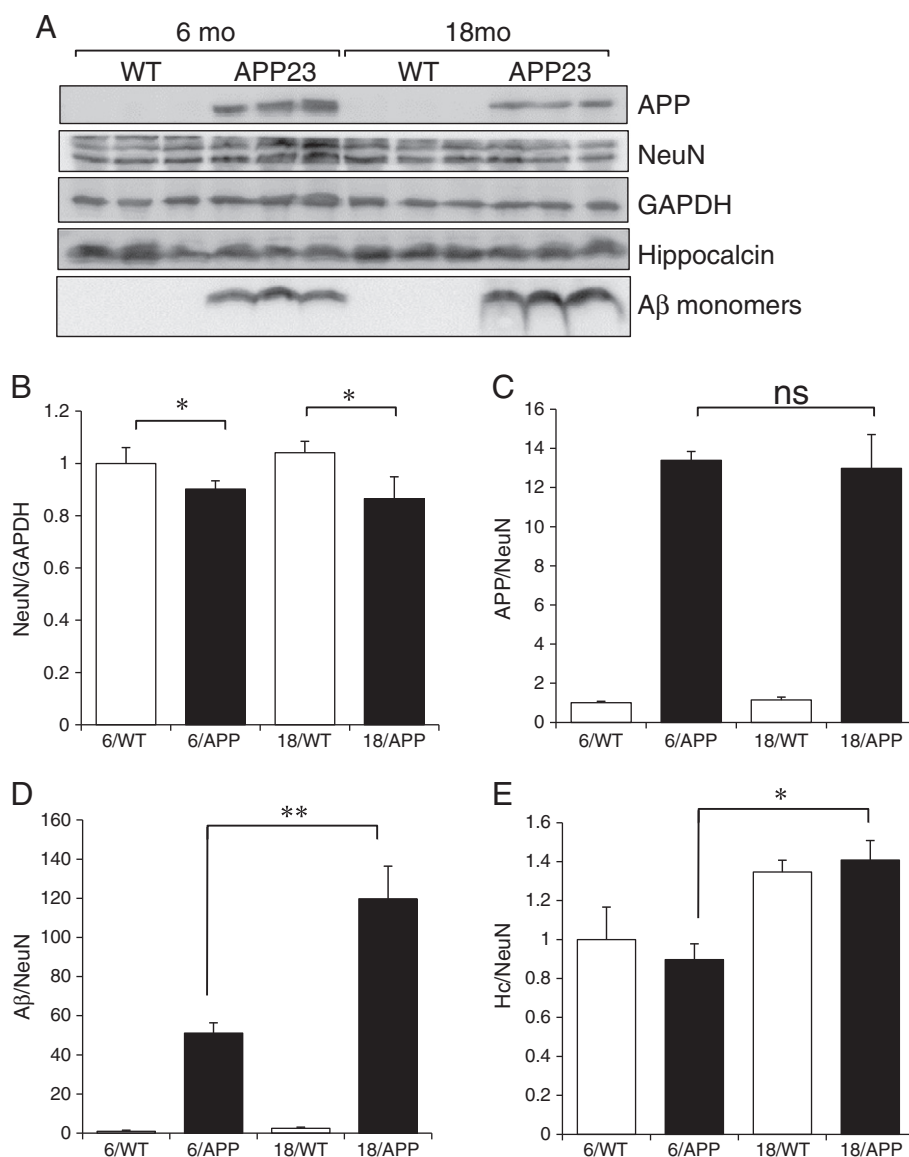 A
6 mo 18mo
WT APP23 WT APP23
APP
NeuN
GAPDH
Hippocalcin
Aβ monomers
B
NeuN/GAPDH
1.2
1
0.8
0.6
0.4
0.2
0
* *
6/WT 6/APP 18/WT 18/APP
C
APP/NeuN
16
14
12
10
8
6
4
2
0
ns
6/WT 6/APP 18/WT 18/APP
D
Aβ/NeuN
160
140
120
100
80
60
40
20
0
**
6/WT 6/APP 18/WT 18/APP
E
Hc/NeuN
1.6
1.4
1.2
1
0.8
0.6
0.4
0.2
0
*
6/WT 6/APP 18/WT 18/APP